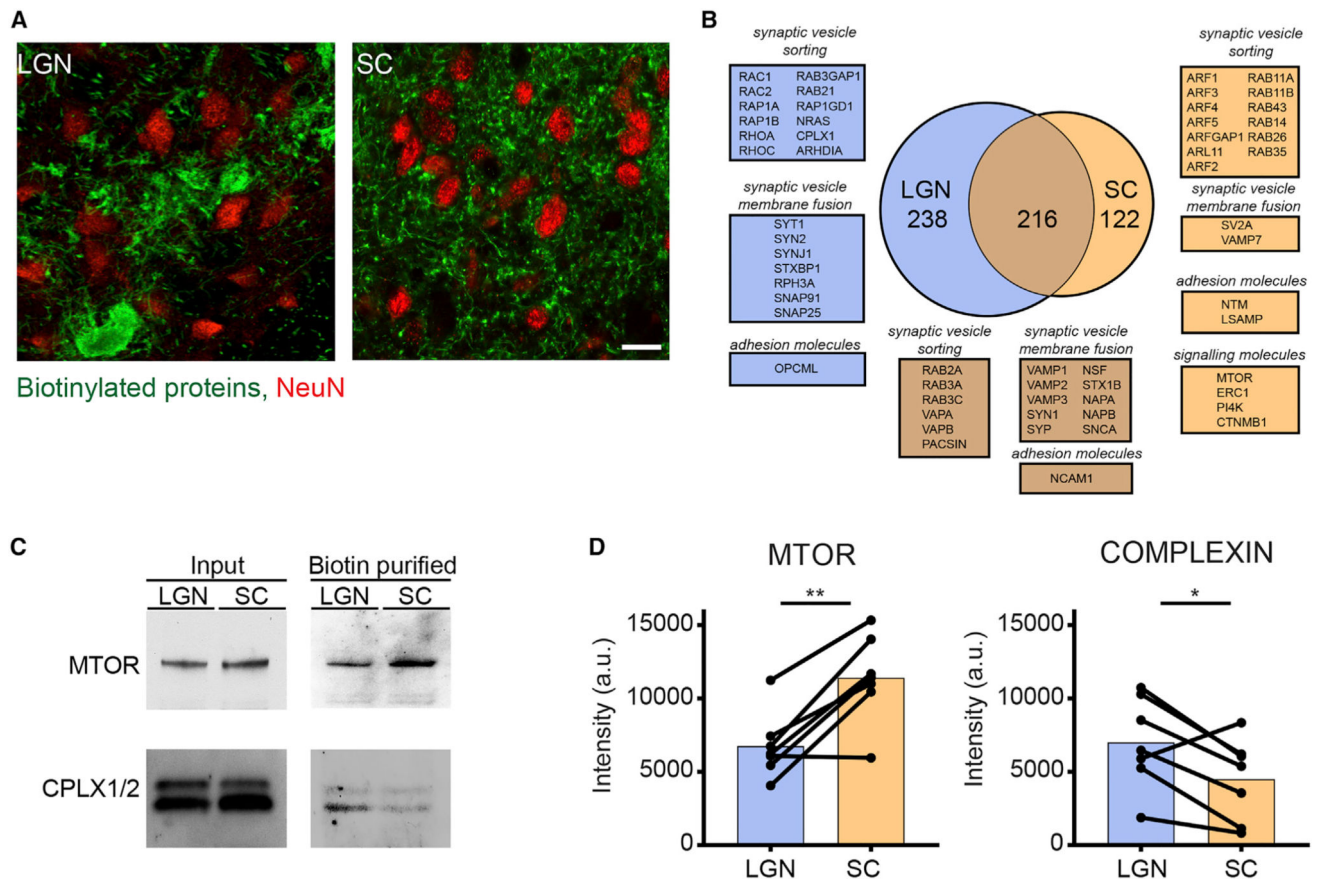 A
LGN
SC
Biotinylated proteins, NeuN
B
synaptic vesicle
sorting
RAC1 RAB3GAP1
RAC2 RAB21
RAP1A RAP1GD1
RAP1B NRAS
RHOA CPLX1
RHOC ARHDIA
synaptic vesicle
membrane fusion
SYT1
SYN2
SYNJ1
STXBP1
RPH3A
SNAP91
SNAP25
adhesion molecules
OPCML
LGN
238
216
SC
122
synaptic vesicle
sorting
RAB2A
RAB3A
RAB3C
VAPA
VAPB
PACSIN
synaptic vesicle
membrane fusion
VAMP1 NSF
VAMP2 STX1B
VAMP3 NAPA
SYN1 NAPB
SYP SNCA
adhesion molecules
NCAM1
synaptic vesicle
sorting
ARF1 RAB11A
ARF3 RAB11B
ARF4 RAB43
ARF5 RAB14
ARFGAP1 RAB26
ARL11 RAB35
ARF2
synaptic vesicle
membrane fusion
SV2A
VAMP7
adhesion molecules
NTM
LSAMP
signalling molecules
MTOR
ERC1
PI4K
CTNMB1
C
Input Biotin purified
LGN SC LGN SC
MTOR
CPLX1/2
D
MTOR
**
Intensity (a.u.)
15000
10000
5000
0
LGN SC
COMPLEXIN
*
Intensity (a.u.)
15000
10000
5000
0
LGN SC